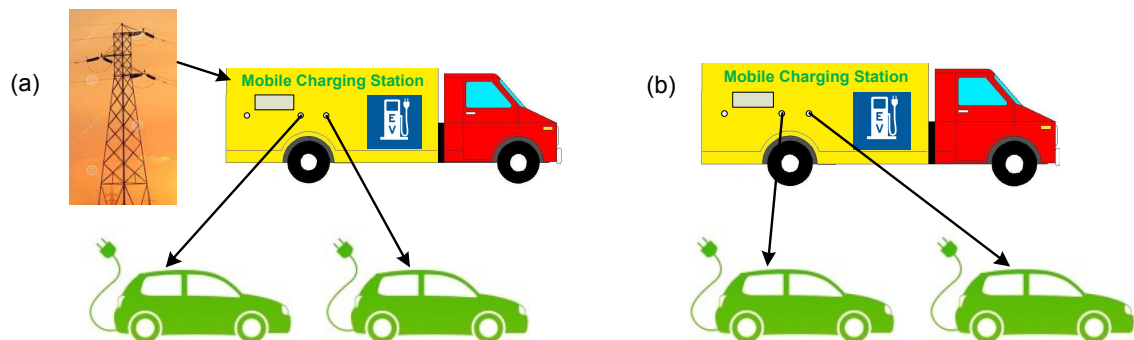 (a)
Mobile Charging Station
E
V
(b)
Mobile Charging Station
E
V